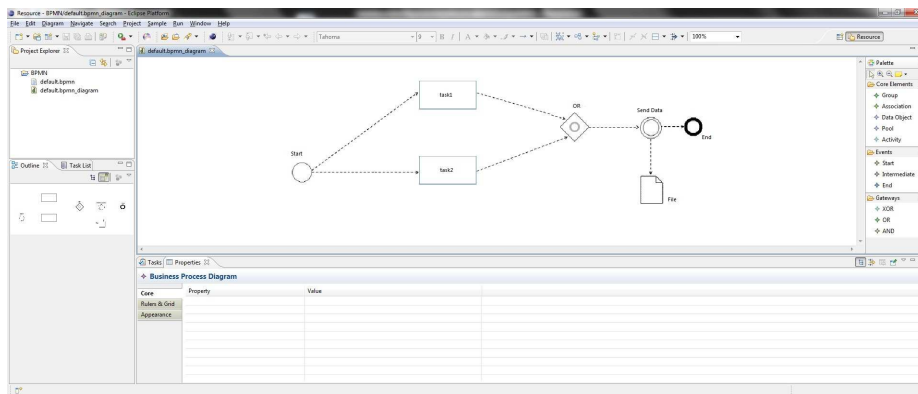 Resource - BPMN/default.bpmn_diagram - Eclipse Platform
File Edit Diagram Navigate Search Project Sample Run Window Help
Tahoma 9 B I A 100% Resource
Project Explorer
BPMN
default.bpmn
default.bpmn_diagram
Outline Task List
default.bpmn_diagram
task1
OR
Send Data
End
Start
task2
File
Palette
Core Elements
Group
Association
Data Object
Pool
Activity
Events
Start
Intermediate
End
Gateways
XOR
OR
AND
Tasks Properties
Business Process Diagram
Core
Rulers & Grid
Appearance
Property Value